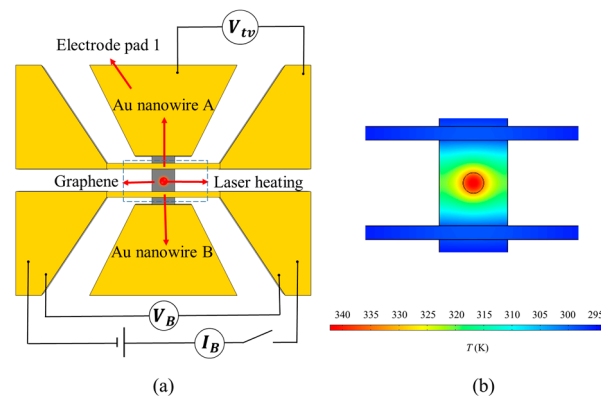 V_tv
Electrode pad 1
Au nanowire A
Graphene
Laser heating
Au nanowire B
V_B
I_B
340 335 330 325 320 315 310 305 300 295
T (K)
(a)
(b)